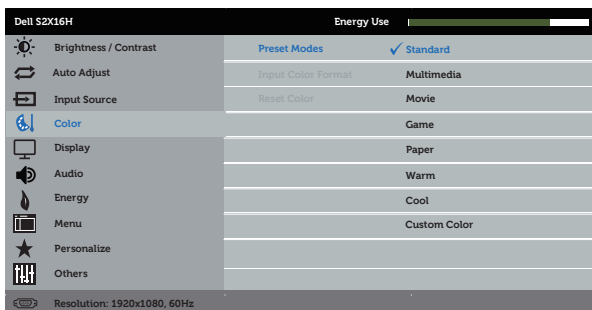 Dell S2X16H Energy Use
Brightness / Contrast Preset Modes Standard
Auto Adjust Input Color Format Multimedia
Input Source Reset Color Movie
Color Game
Display Paper
Audio Warm
Energy Cool
Menu Custom Color
Personalize
Others
Resolution: 1920x1080, 60Hz